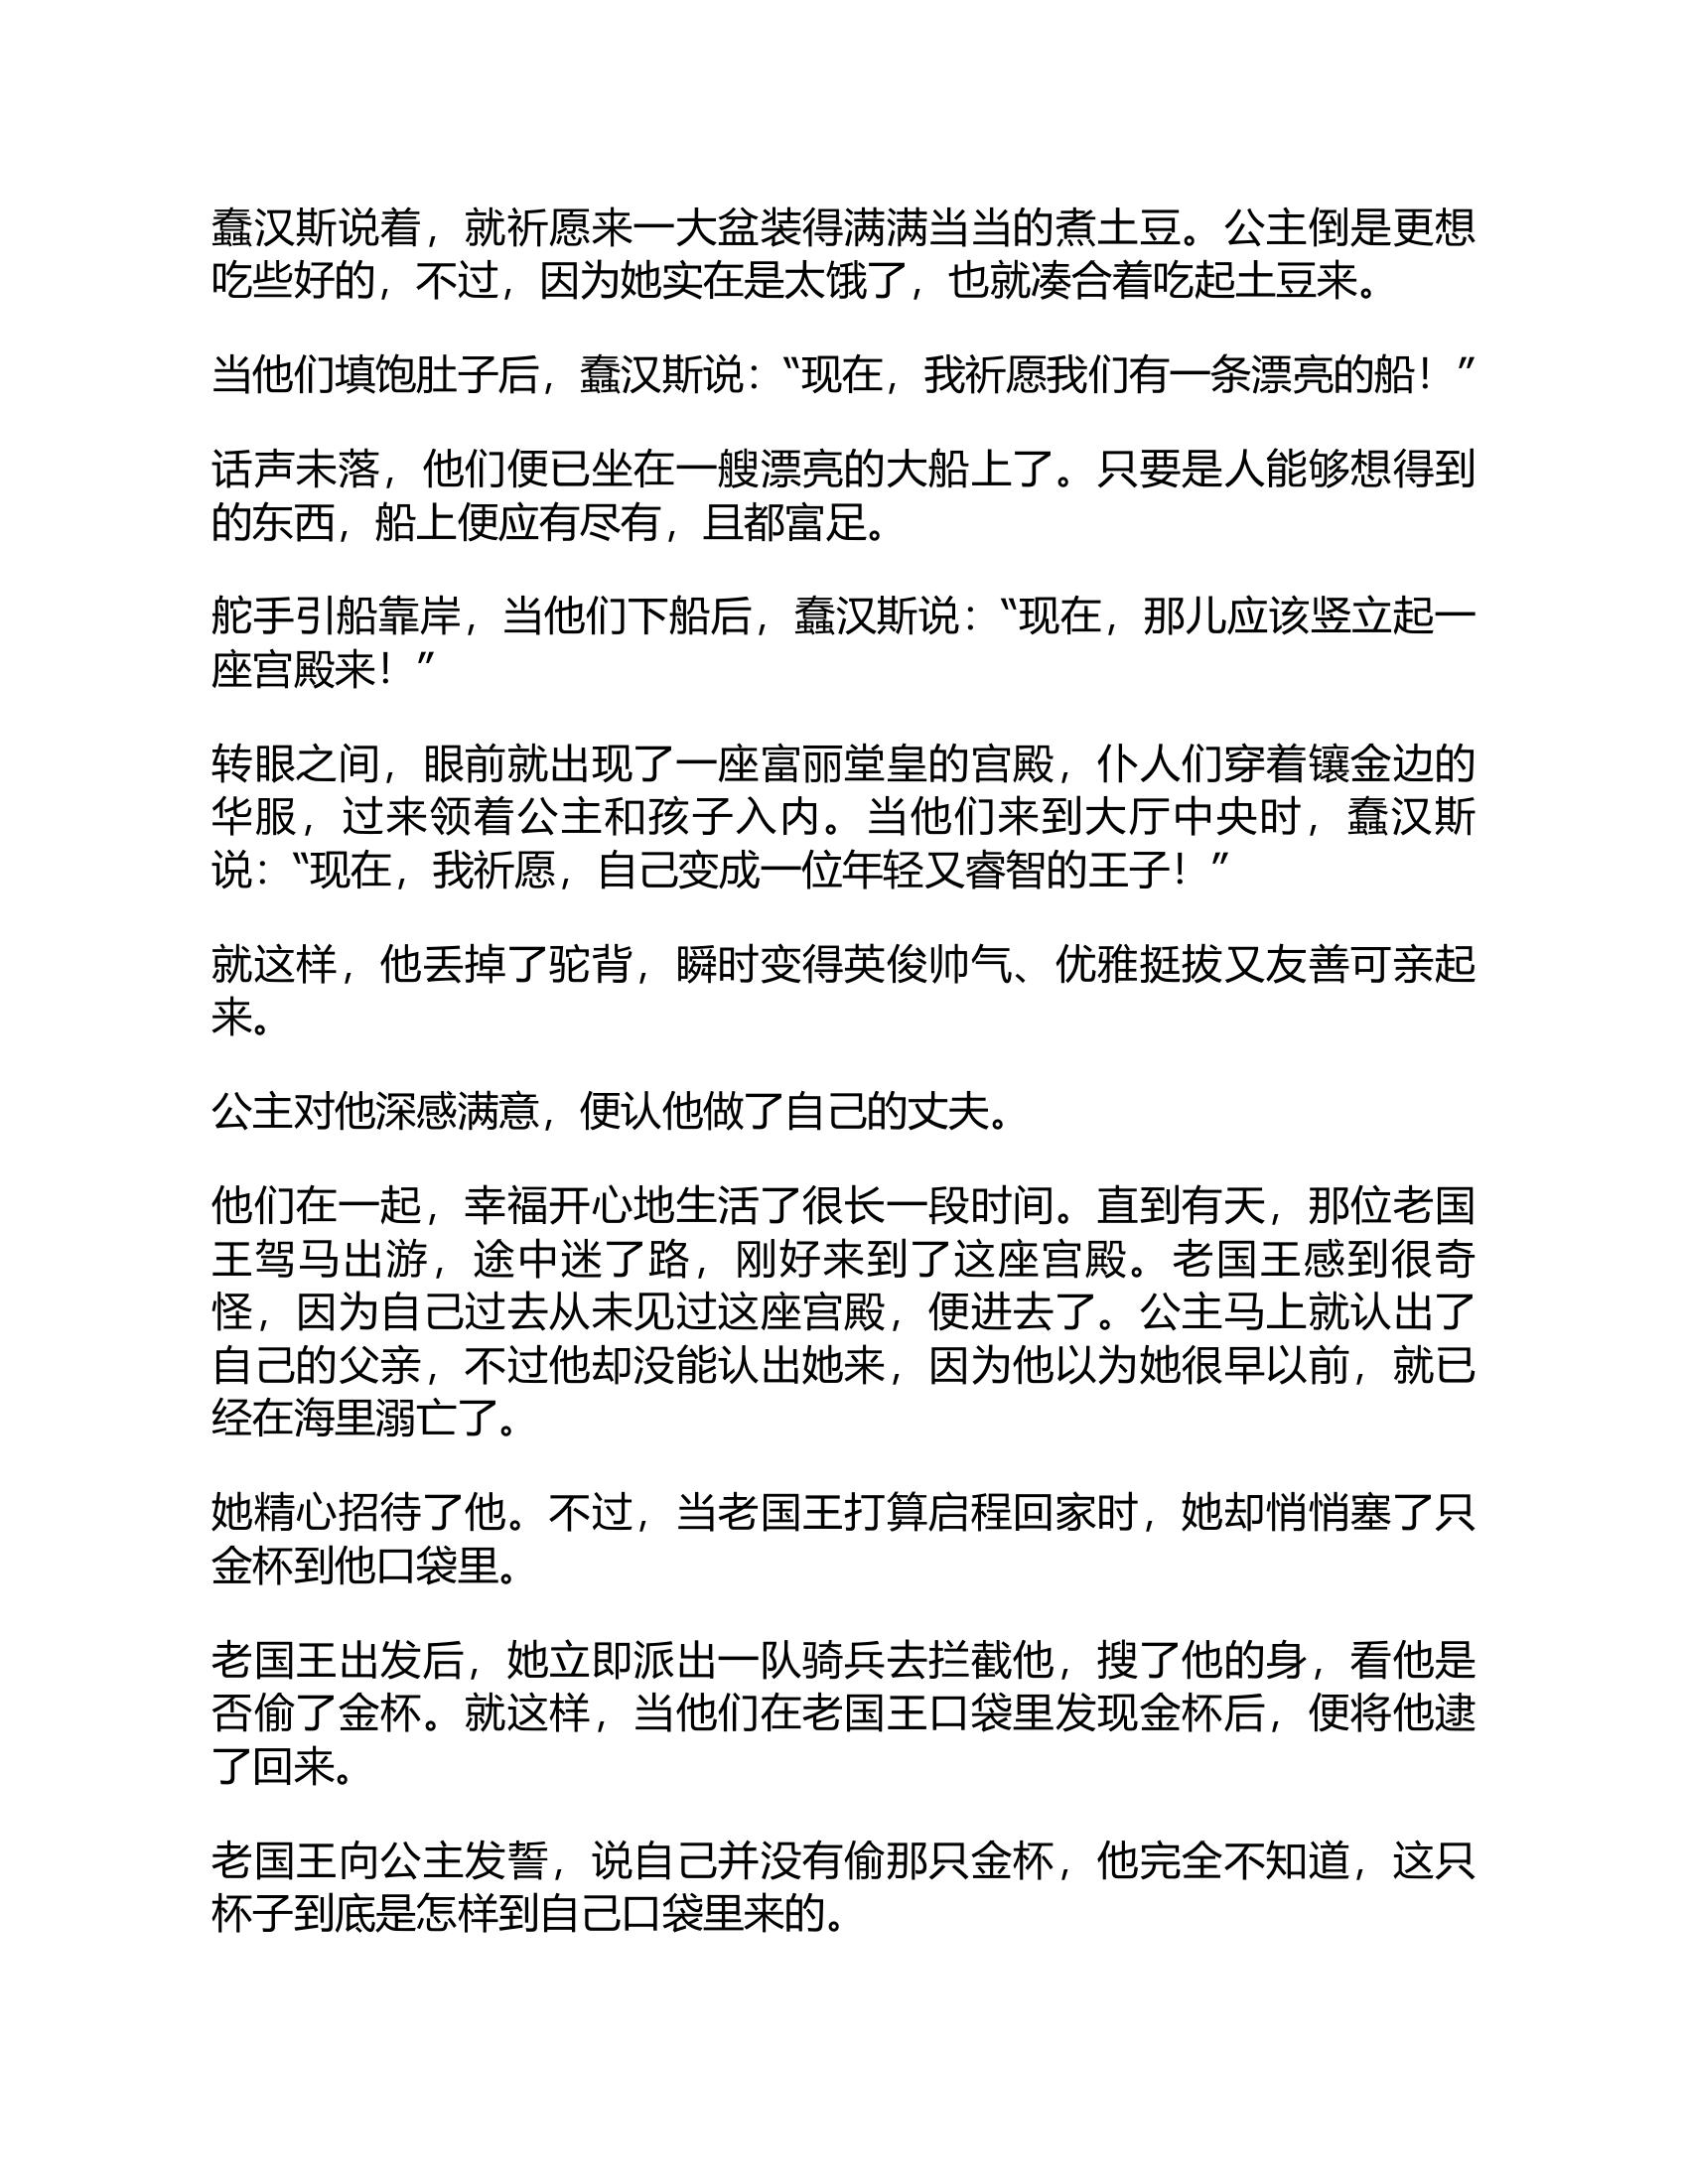 蠢汉斯说着，就祈愿来一大盆装得满满当当的煮土豆。公主倒是更想
吃些好的，不过，因为她实在是太饿了，也就凑合着吃起土豆来。
当他们填饱肚子后，蠢汉斯说：“现在，我祈愿我们有一条漂亮的船！”
话声未落，他们便已坐在一艘漂亮的大船上了。只要是人能够想得到
的东西，船上便应有尽有，且都富足。
舵手引船靠岸，当他们下船后，蠢汉斯说：“现在，那儿应该竖立起一
座宫殿来！”
转眼之间，眼前就出现了一座富丽堂皇的宫殿，仆人们穿着镶金边的
华服，过来领着公主和孩子入内。当他们来到大厅中央时，蠢汉斯
说：“现在，我祈愿，自己变成一位年轻又睿智的王子！”
就这样，他丢掉了驼背，瞬时变得英俊帅气、优雅挺拔又友善可亲起
来。
公主对他深感满意，便认他做了自己的丈夫。
他们在一起，幸福开心地生活了很长一段时间。直到有天，那位老国
王驾马出游，途中迷了路，刚好来到了这座宫殿。老国王感到很奇
怪，因为自己过去从未见过这座宫殿，便进去了。公主马上就认出了
自己的父亲，不过他却没能认出她来，因为他以为她很早以前，就已
经在海里溺亡了。
她精心招待了他。不过，当老国王打算启程回家时，她却悄悄塞了只
金杯到他口袋里。
老国王出发后，她立即派出一队骑兵去拦截他，搜了他的身，看他是
否偷了金杯。就这样，当他们在老国王口袋里发现金杯后，便将他逮
了回来。
老国王向公主发誓，说自己并没有偷那只金杯，他完全不知道，这只
杯子到底是怎样到自己口袋里来的。